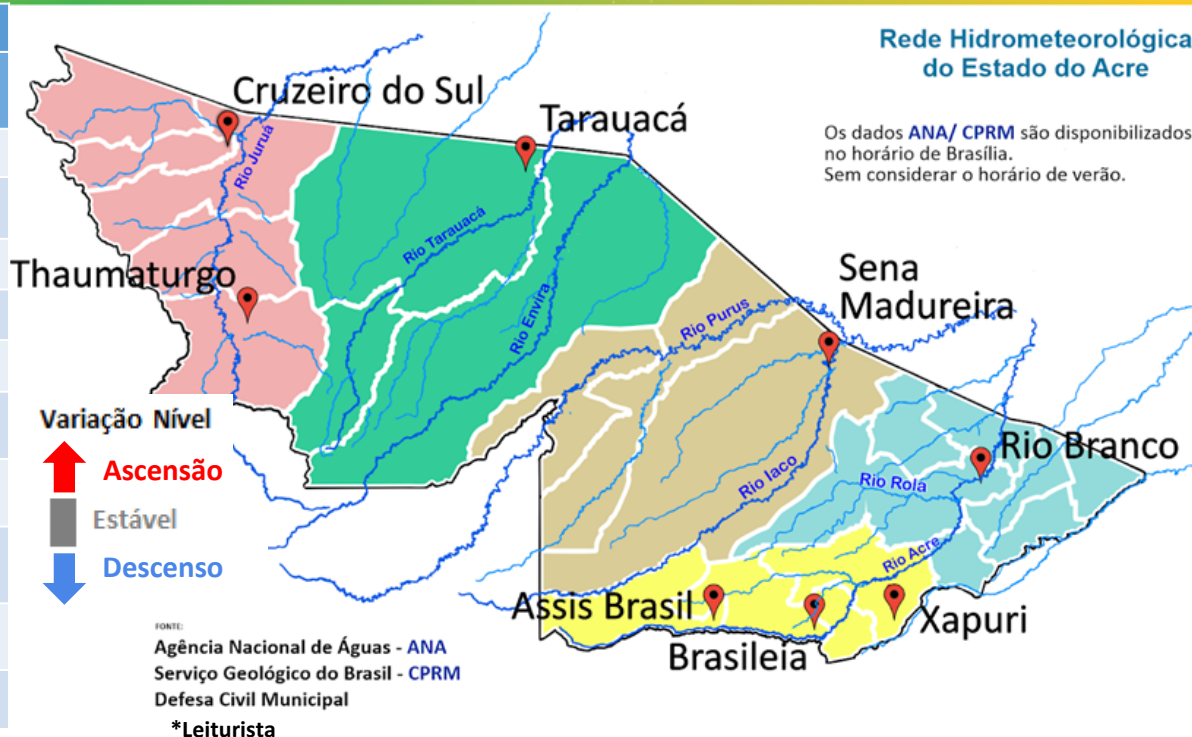 Rede Hidrometeorológica
do Estado do Acre
Os dados ANA/ CPRM são disponibilizados
no horário de Brasília.
Sem considerar o horário de verão.
Cruzeiro do Sul
Tarauacá
Rio Juruá
Rio Tarauacá
Thaumaturgo
Rio Envira
Sena
Madureira
Rio Purus
Variação Nível
Ascensão
Estável
Descenso
Rio Branco
Rio Iaco
Rio Rola
Rio Acre
Assis Brasil
Brasileia
Xapuri
FONTE:
Agência Nacional de Águas - ANA
Serviço Geológico do Brasil - CPRM
Defesa Civil Municipal
*Leiturista